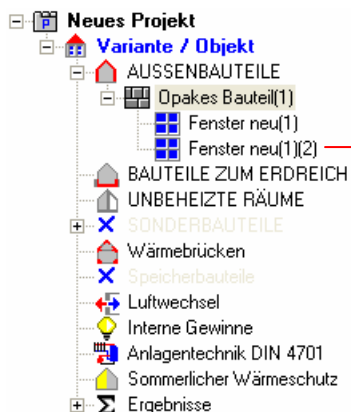 Neues Projekt
Variante / Objekt
AUSSENBAUTEILE
Opakes Bauteil(1)
Fenster neu(1)
Fenster neu(1)(2)
BAUTEILE ZUM ERDREICH
UNBEHEIZTE RÄUME
SONDERBAUTEILE
Wärmebrücken
Speicherbauteile
Luftwechsel
Interne Gewinne
Anlagentechnik DIN 4701
Sommerlicher Wärmeschutz
Ergebnisse